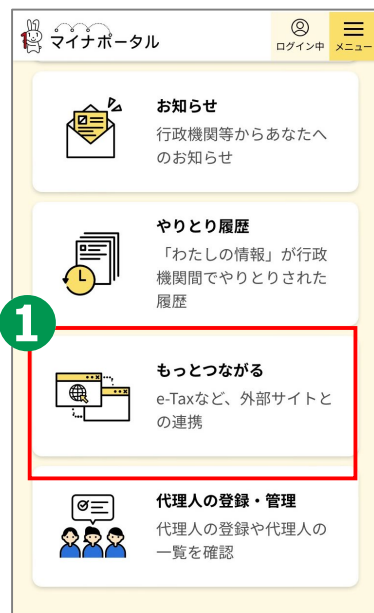 マイナポータル
ログイン中
メニュー
お知らせ
行政機関等からあなたへ
のお知らせ
やりとり履歴
「わたしの情報」が行政
機関間でやりとりされた
履歴
1
もっとつながる
e-Taxなど、外部サイトと
の連携
代理人の登録・管理
代理人の登録や代理人の
一覧を確認